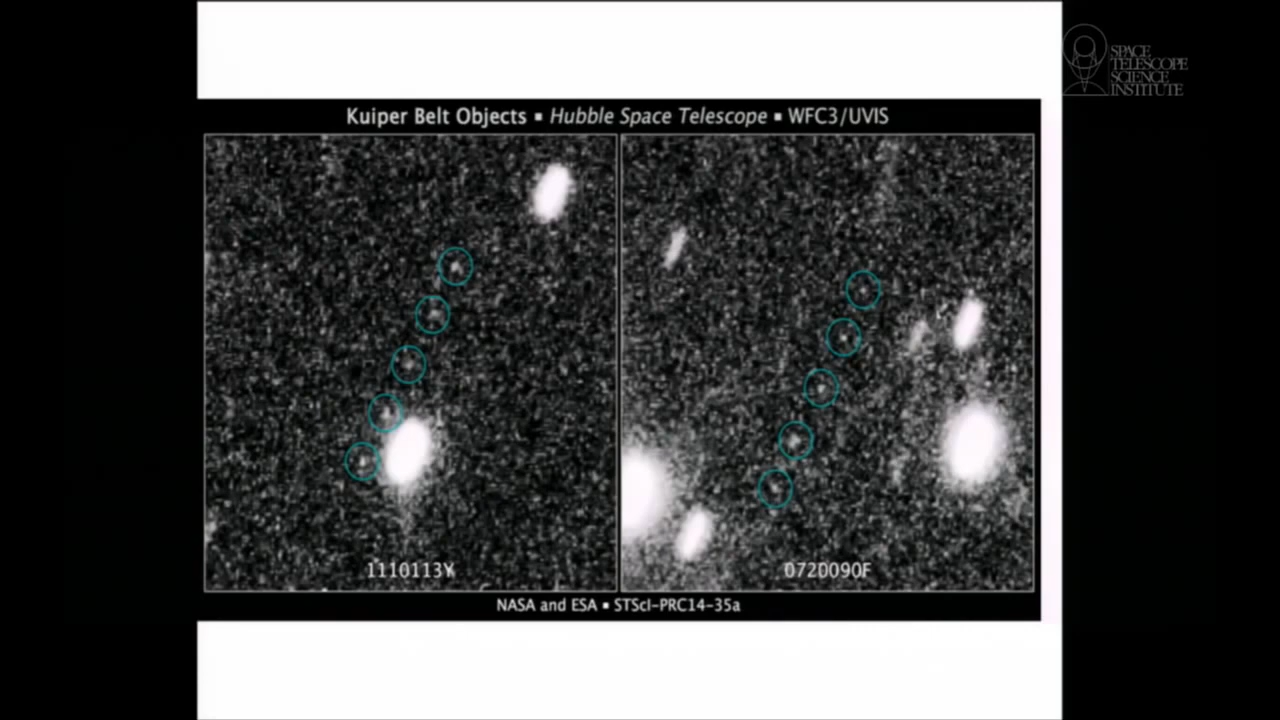 Kuiper Belt Objects ▪ Hubble Space Telescope ▪ WFC3/UVIS
1110113Y
0720090F
NASA and ESA ▪ STScI-PRC14-35a
SPACE
TELESCOPE
SCIENCE
INSTITUTE